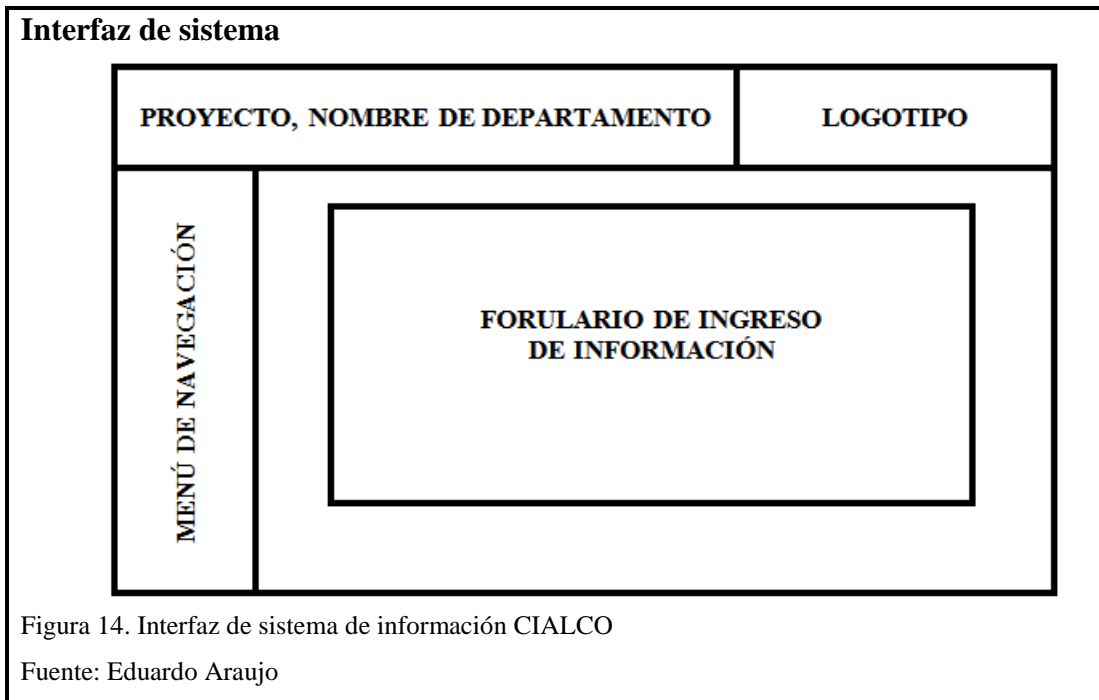 Interfaz de sistema
PROYECTO, NOMBRE DE DEPARTAMENTO
LOGOTIPO
MENÚ DE NAVEGACIÓN
FORULARIO DE INGRESO
DE INFORMACIÓN
Figura 14. Interfaz de sistema de información CIALCO
Fuente: Eduardo Araujo